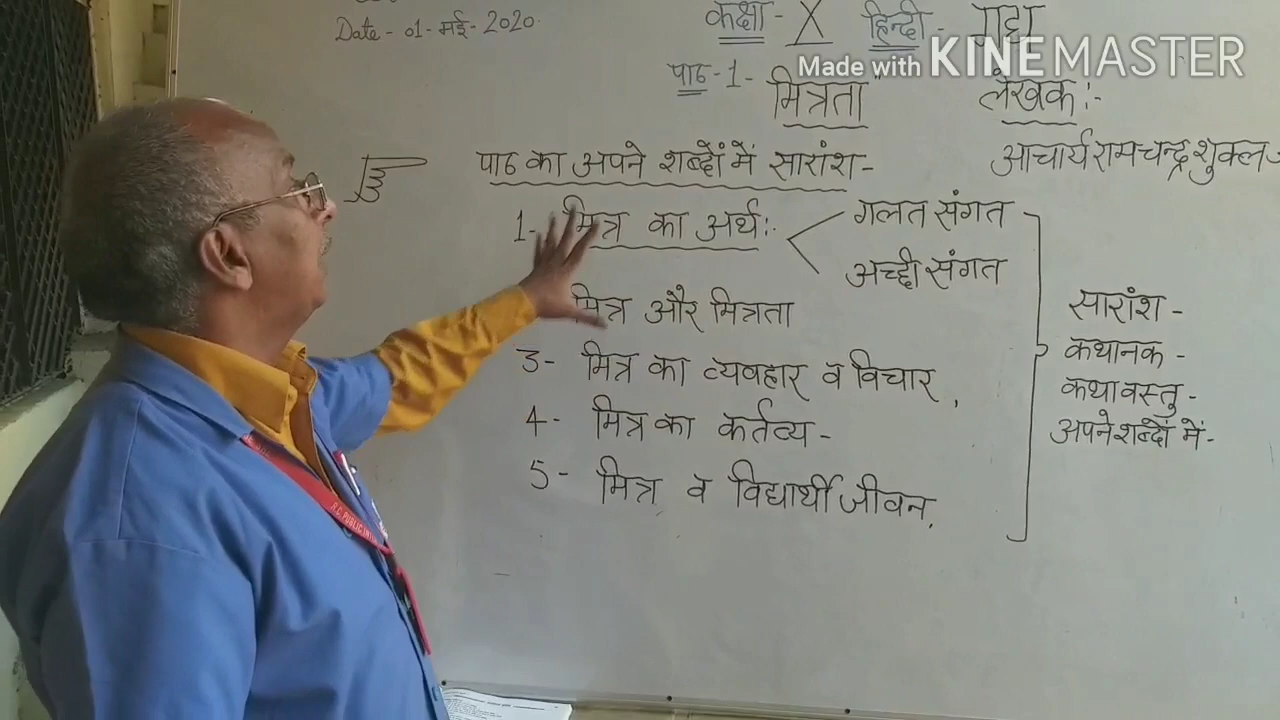 Date - 01 - मई - 2020.
कक्षा - X हिन्दी - गद्य
Made with KINEMASTER
पाठ - 1 - मित्रता" लेखक :-
आचार्य रामचन्द्र शुक्ल
पाठ का अपने शब्दों में सारांश -
1- मित्र का अर्थ :- गलत संगत
अच्छी संगत
मित्र और मित्रता
3- मित्र का व्यवहार व विचार,
4- मित्र का कर्तव्य -
5- मित्र व विद्यार्थी जीवन.
सारांश -
कथानक -
कथावस्तु -
अपने शब्दों में -
R.C. PUBLIC